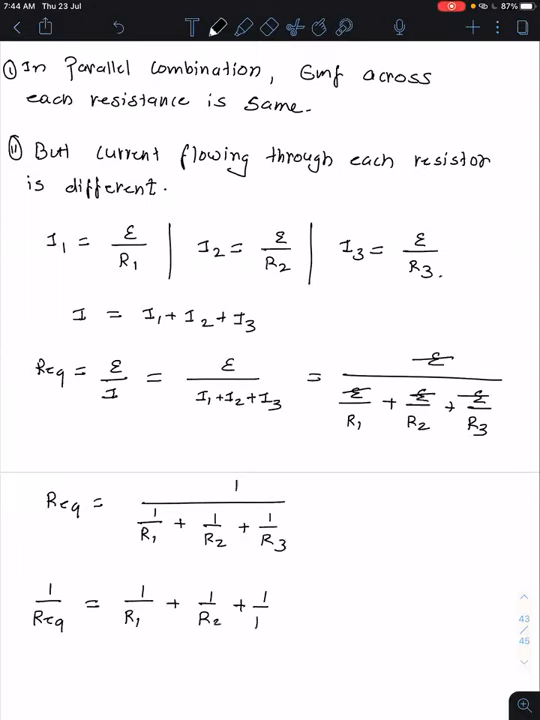 7:44 AM Thu 23 Jul
87%
(i) In Parallel Combination, Emf across
each resistance is same.
(ii) But current flowing through each resistor
is different.
I₁ = ε/R₁ | I₂ = ε/R₂ | I₃ = ε/R₃.
I = I₁ + I₂ + I₃
Req = ε/I = ε/(I₁+I₂+I₃) = ε/(ε/R₁ + ε/R₂ + ε/R₃)
Req = 1/(1/R₁ + 1/R₂ + 1/R₃)
1/Req = 1/R₁ + 1/R₂ + 1/1
43
/
45